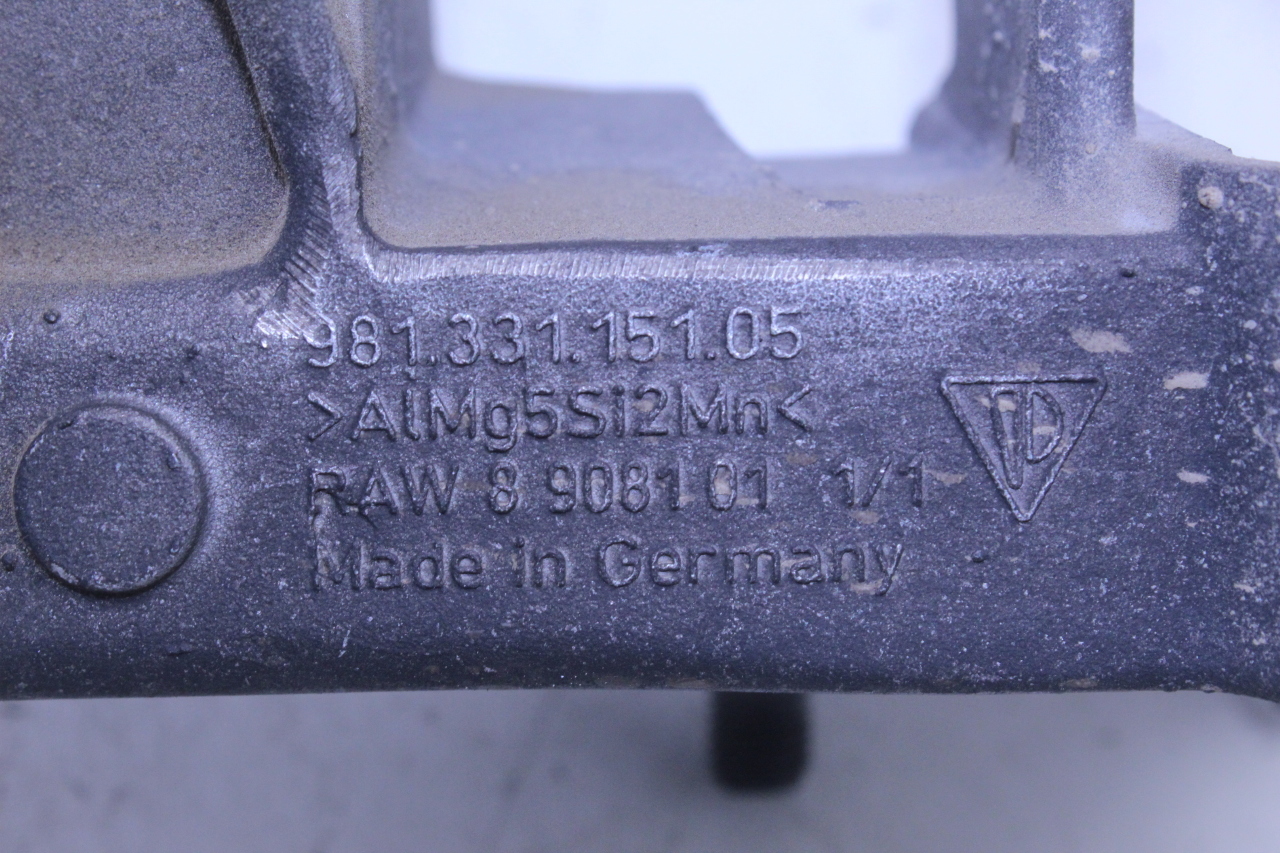 981.331.151.05
>AlMg5Si2Mn<
RAW 8 9081 01 1/1
Made in Germany